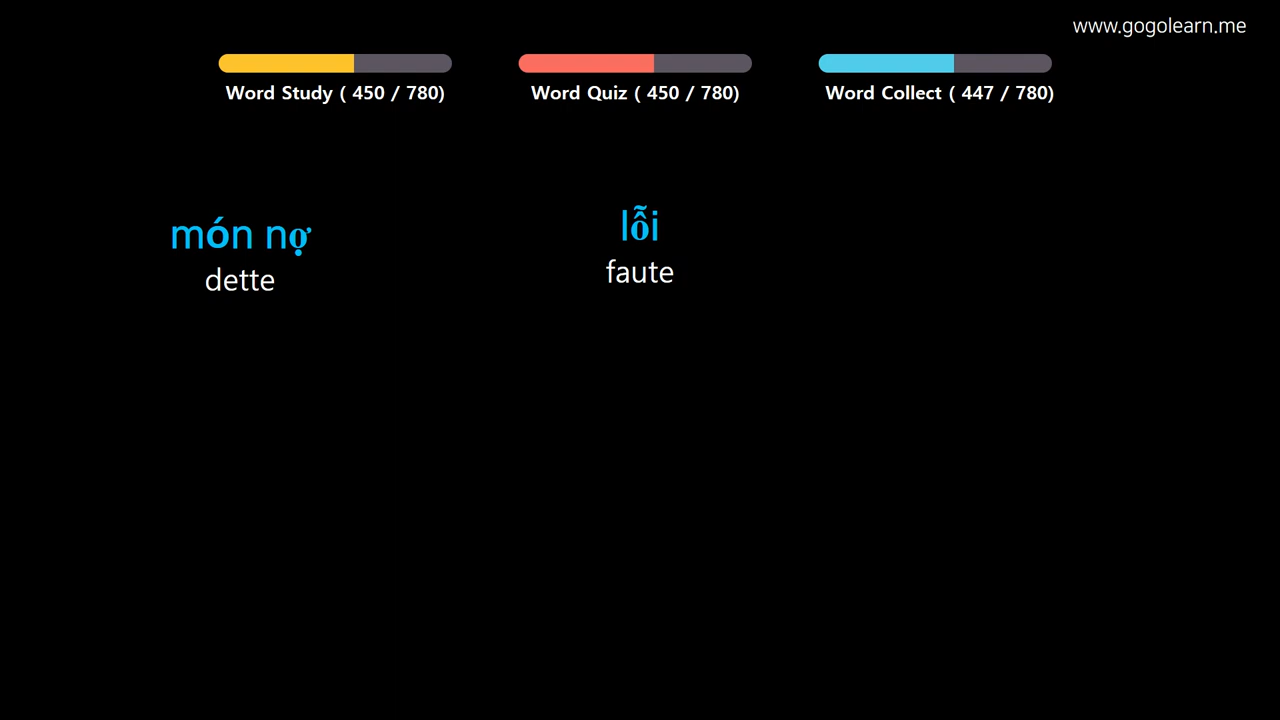 www.gogolearn.me
Word Study ( 450 / 780)
Word Quiz ( 450 / 780)
Word Collect ( 447 / 780)
món nợ
dette
lỗi
faute